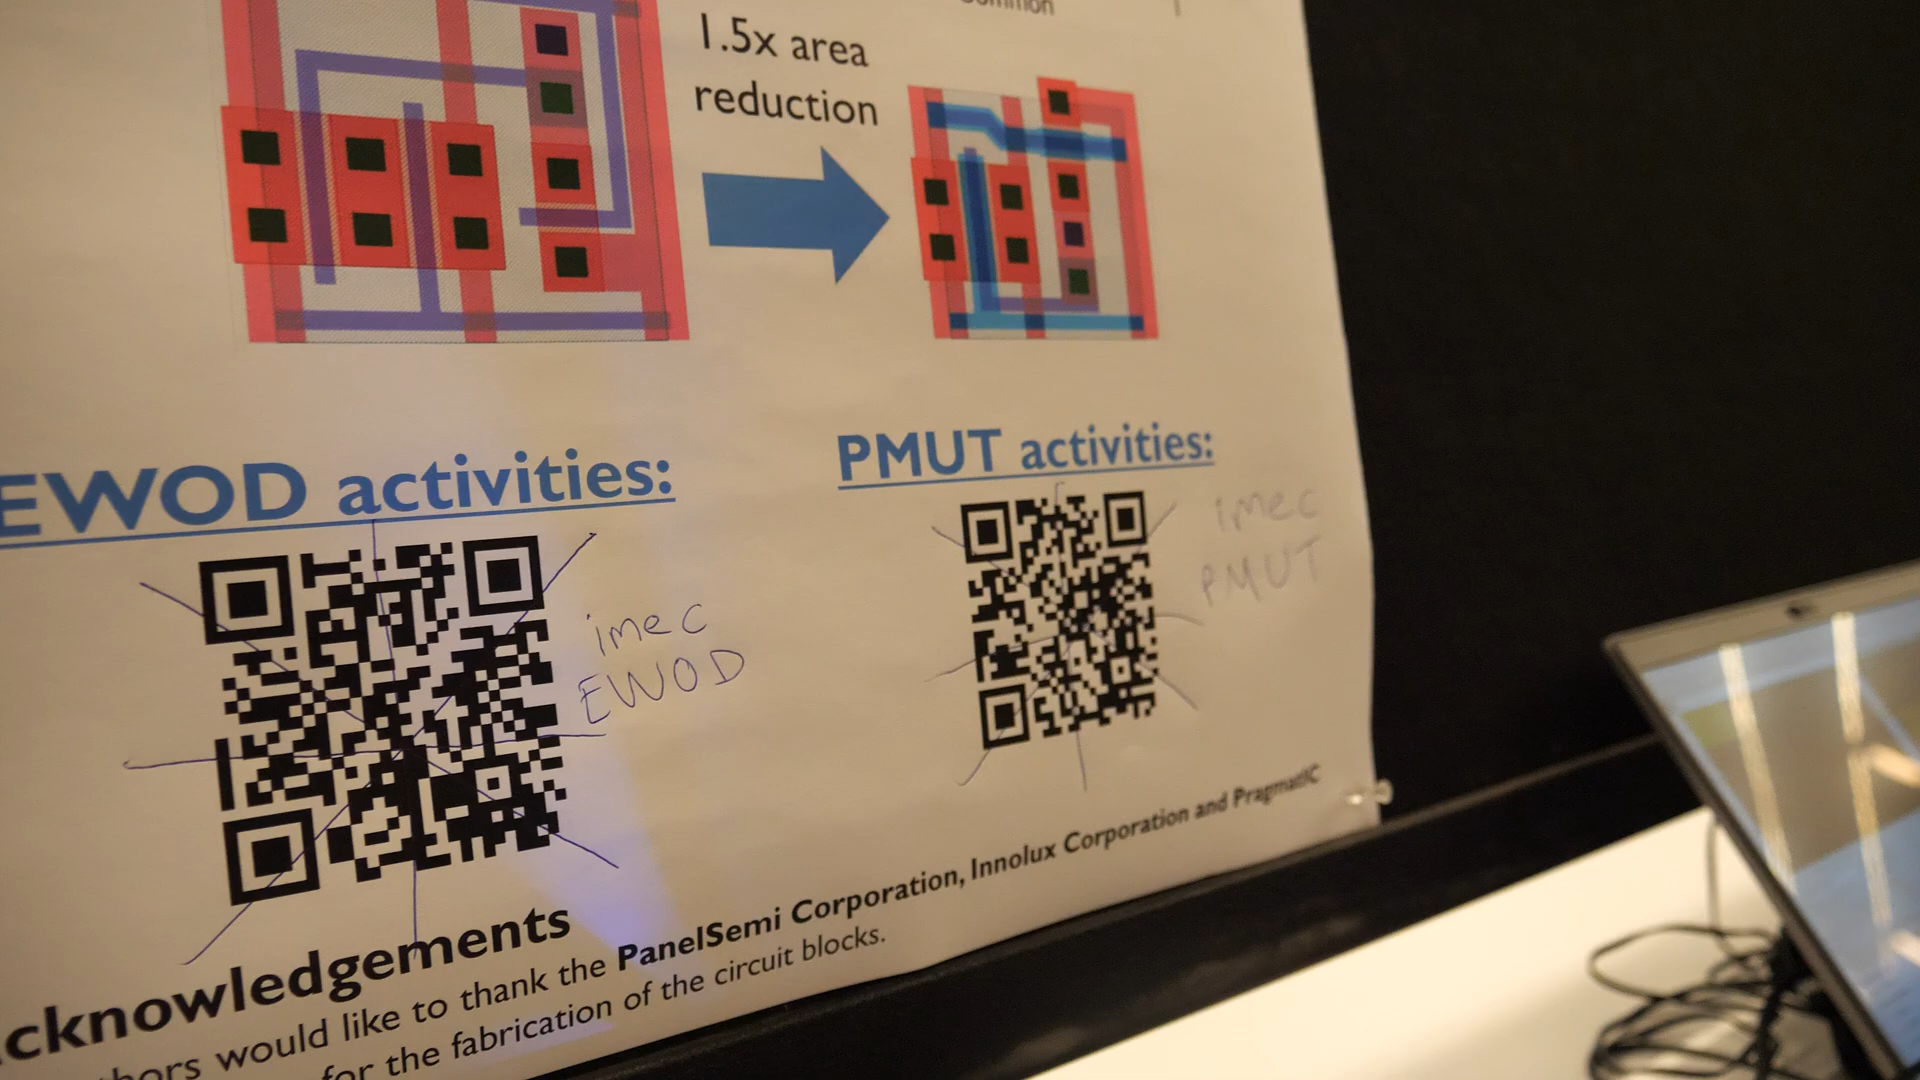 1.5x area
reduction
EWOD activities:
PMUT activities:
imec
EWOD
imec
PMUT
cknowledgements
hors would like to thank the PanelSemi Corporation, Innolux Corporation and PragmatIC
for the fabrication of the circuit blocks.